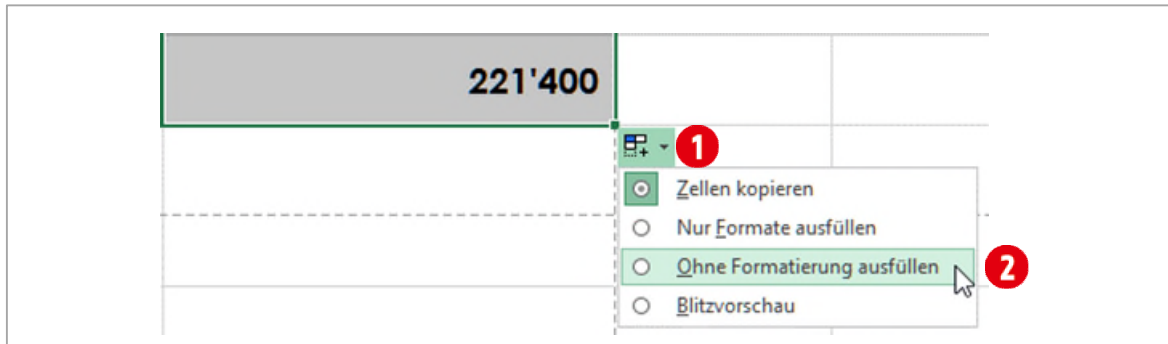 221'400
1
Zellen kopieren
Nur Formate ausfüllen
Ohne Formatierung ausfüllen 2
Blitzvorschau